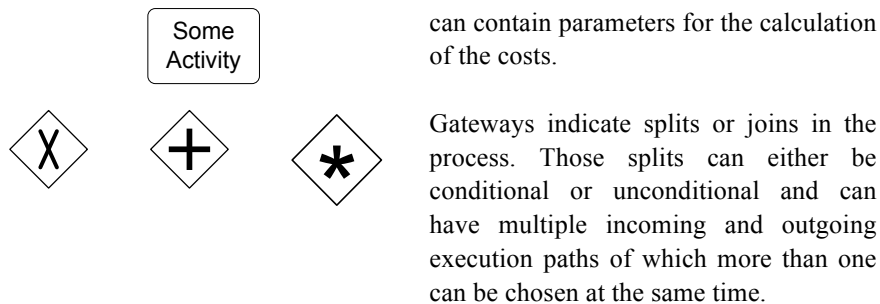 Some
Activity
can contain parameters for the calculation
of the costs.
X
+
*
Gateways indicate splits or joins in the
process. Those splits can either be
conditional or unconditional and can
have multiple incoming and outgoing
execution paths of which more than one
can be chosen at the same time.